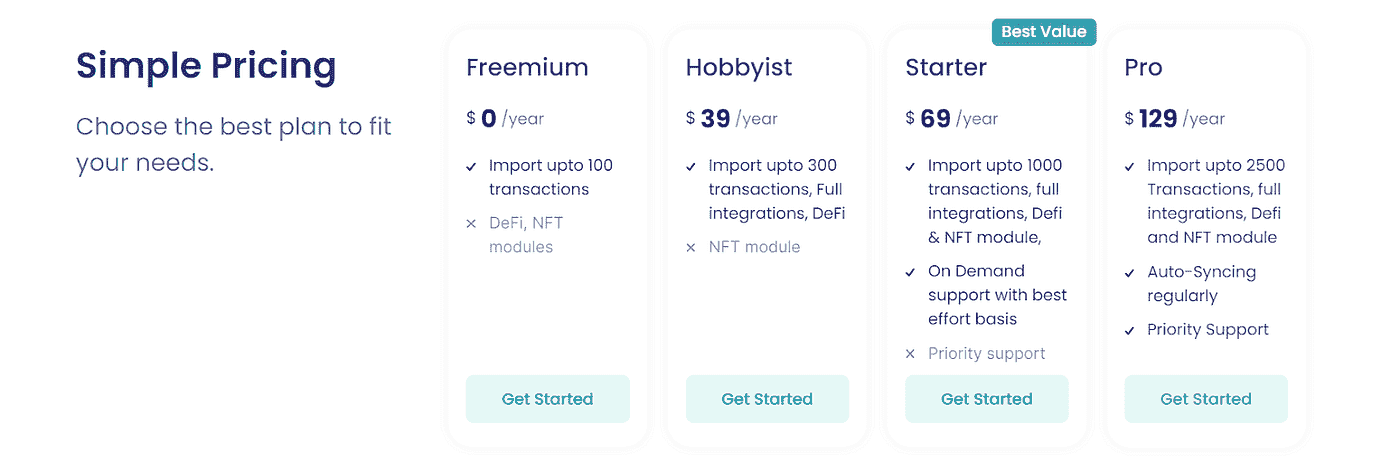 Simple Pricing
Choose the best plan to fit
your needs.
Freemium
$ 0 /year
Import upto 100
transactions
DeFi, NFT
modules
Get Started
Hobbyist
$ 39 /year
Import upto 300
transactions, Full
integrations, DeFi
NFT module
Get Started
Best Value
Starter
$ 69 /year
Import upto 1000
transactions, full
integrations, Defi
& NFT module,
On Demand
support with best
effort basis
Priority support
Get Started
Pro
$ 129 /year
Import upto 2500
Transactions, full
integrations, Defi
and NFT module
Auto-Syncing
regularly
Priority Support
Get Started